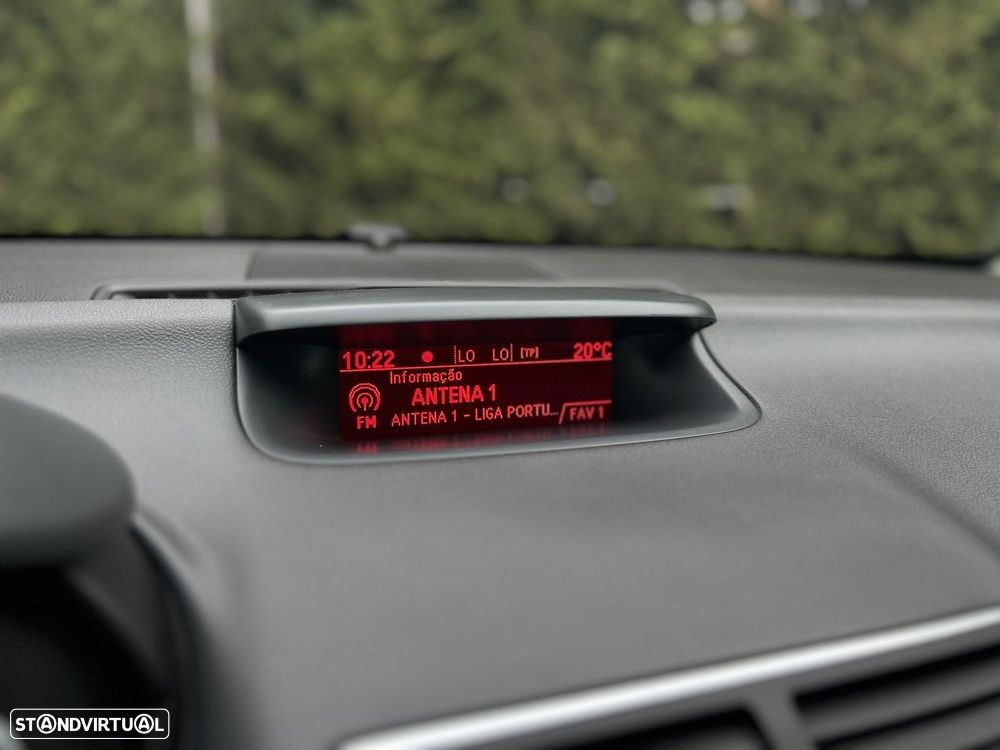 10:22 LO LO [TP] 20°C
Informação
ANTENA 1
FM ANTENA 1 - LIGA PORTU... FAV 1
STANDVIRTUAL